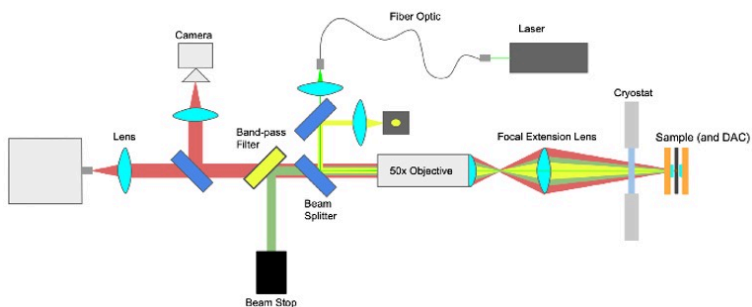 Fiber Optic
Laser
Camera
Cryostat
Lens
Band-pass
Filter
Focal Extension Lens
Sample (and DAC)
50x Objective
Beam
Splitter
Beam Stop